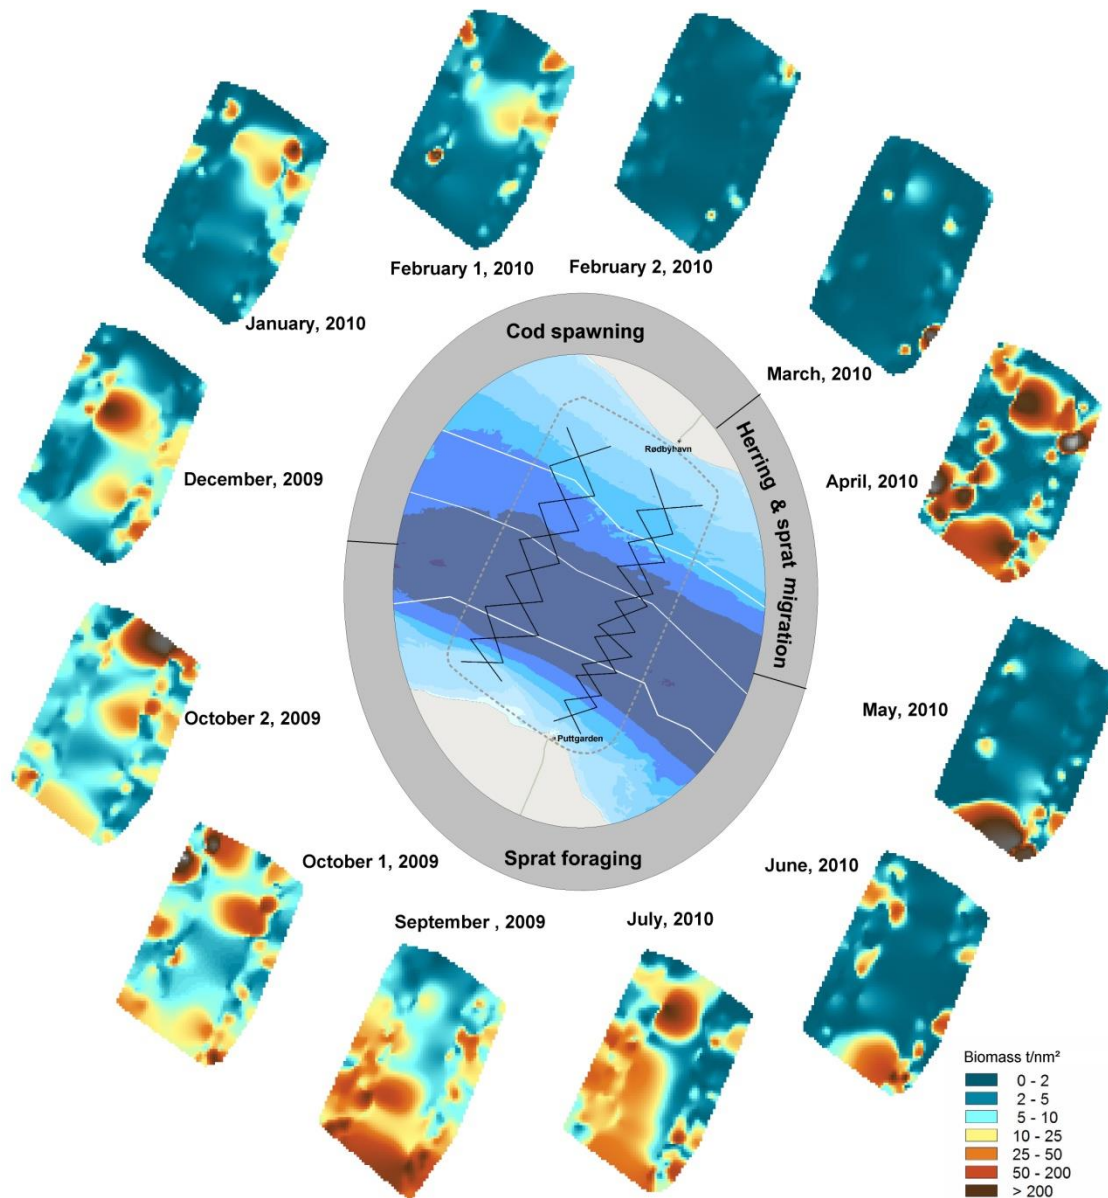 February 1, 2010
February 2, 2010
January, 2010
March, 2010
December, 2009
April, 2010
October 2, 2009
May, 2010
October 1, 2009
June, 2010
September , 2009
July, 2010
Cod spawning
Herring & sprat migration
Sprat foraging
Rødbyhavn
Puttgarden
Biomass t/nm²
0 - 2
2 - 5
5 - 10
10 - 25
25 - 50
50 - 200
> 200